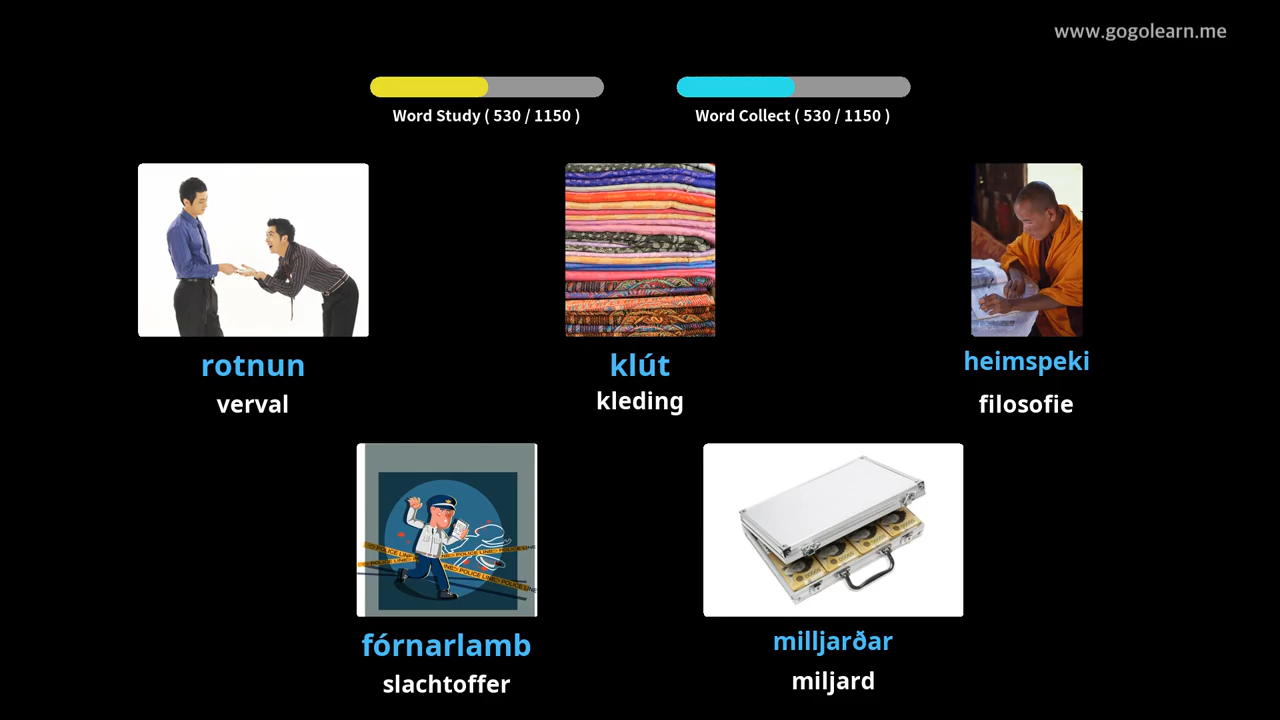 www.gogolearn.me
Word Study ( 530 / 1150 )
Word Collect ( 530 / 1150 )
rotnun
verval
klút
kleding
heimspeki
filosofie
fórnarlamb
slachtoffer
milljarðar
miljard